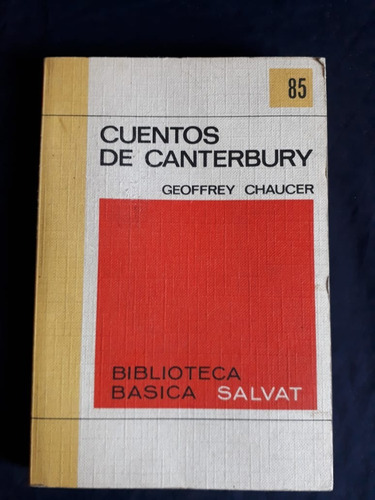 85
CUENTOS
DE CANTERBURY
GEOFFREY CHAUCER
BIBLIOTECA
BASICA SALVAT